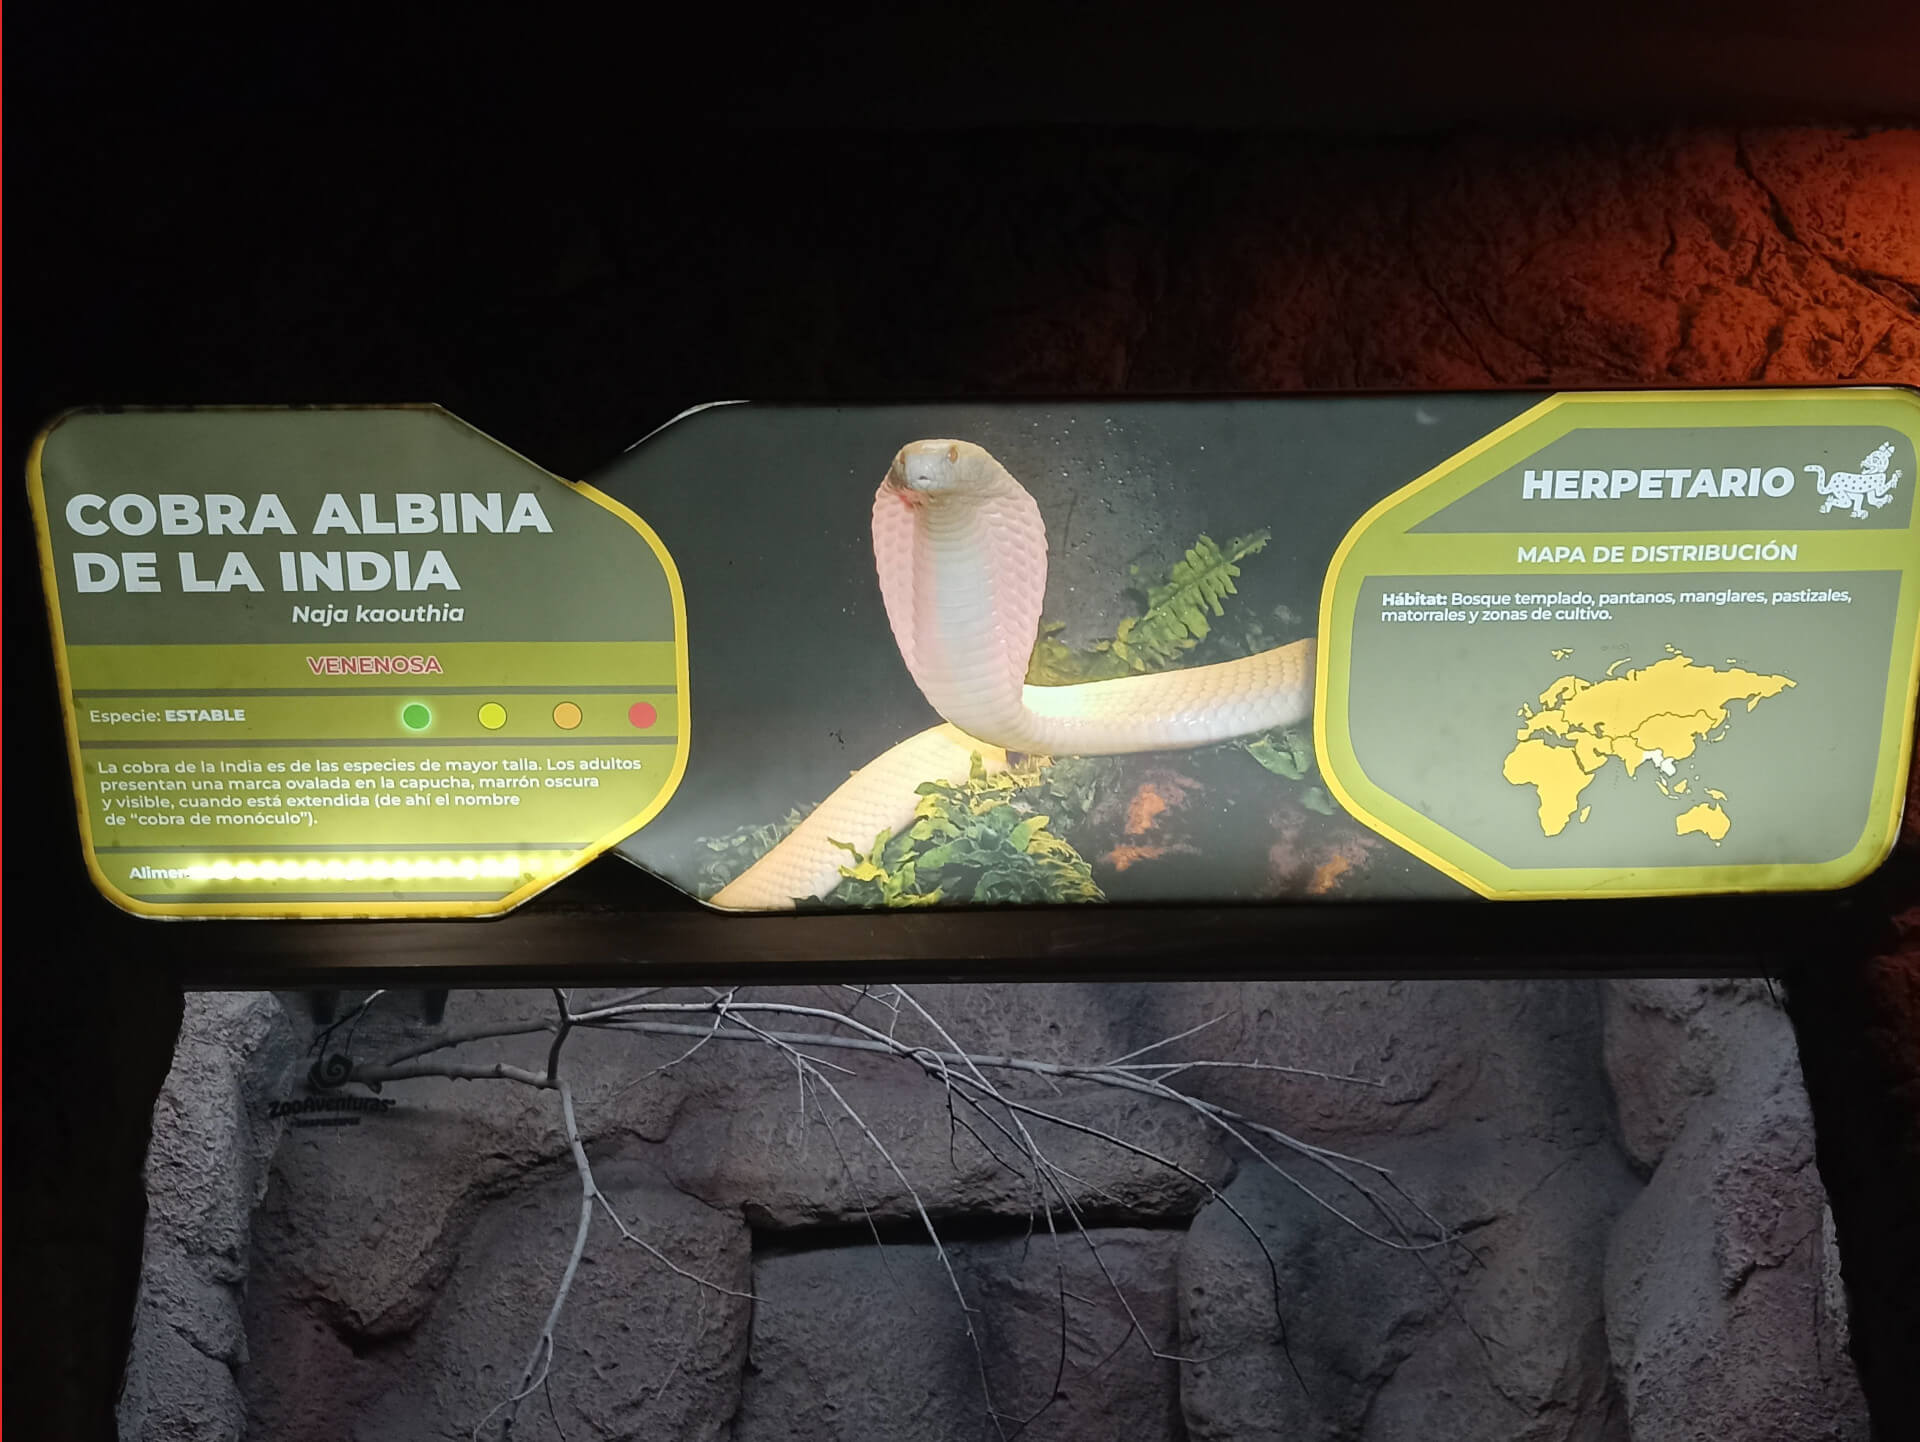 COBRA ALBINA
DE LA INDIA
Naja kaouthia
VENENOSA
Especie: ESTABLE
La cobra de la India es de las especies de mayor talla. Los adultos
presentan una marca ovalada en la capucha, marrón oscura
y visible, cuando está extendida (de ahí el nombre
de “cobra de monóculo”).
HERPETARIO
MAPA DE DISTRIBUCIÓN
Hábitat: Bosque templado, pantanos, manglares, pastizales,
matorrales y zonas de cultivo.
ZooAventuras